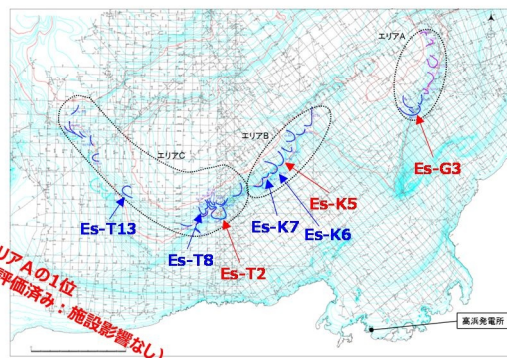 エリアA
エリアB
エリアC
Es-G3
Es-K5
Es-K6
Es-K7
Es-T13
Es-T8
Es-T2
リアAの1位
評価済み：施設影響なし）
高浜発電所